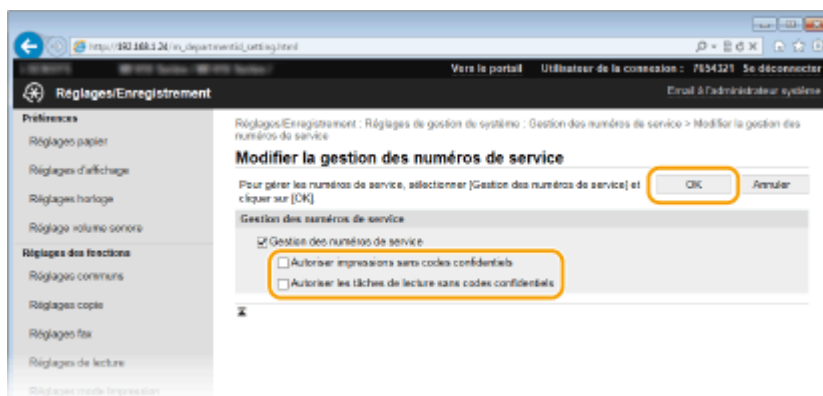 http://192.168.1.24/m_departmentid_setting.html
Vers le portail Utilisateur de la connexion : 7654321 Se déconnecter
Réglages/Enregistrement
Email à l'administrateur système
Préférences
Réglages papier
Réglages d'affichage
Réglages horloge
Réglage volume sonore
Réglages des fonctions
Réglages communs
Réglages copie
Réglages fax
Réglages de lecture
Réglages mode Impression
Réglages/Enregistrement : Réglages de gestion de système : Gestion des numéros de service > Modifier la gestion des
numéros de service
Modifier la gestion des numéros de service
Pour gérer les numéros de service, sélectionner [Gestion des numéros de service] et
cliquer sur [OK]
OK
Annuler
Gestion des numéros de service
Gestion des numéros de service
Autoriser impressions sans codes confidentiels
Autoriser les tâches de lecture sans codes confidentiels